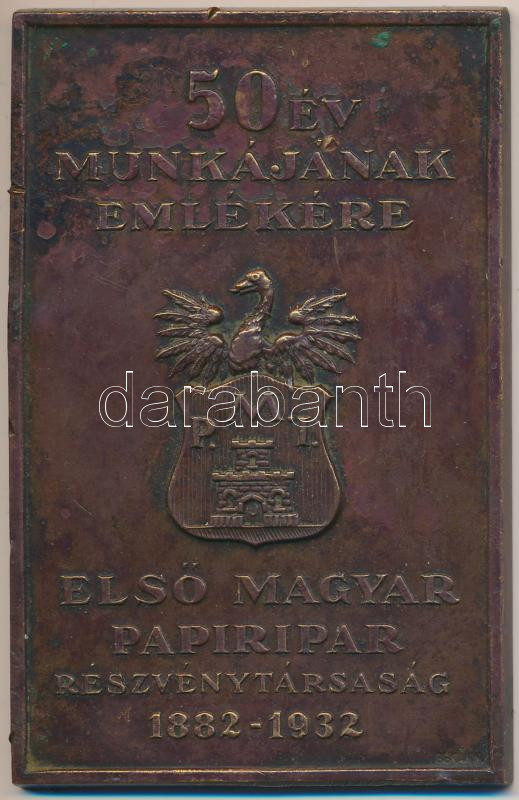 50 ÉV
MUNKÁJÁNAK
EMLÉKÉRE
darabanth
P. I.
ELSŐ MAGYAR
PAPIRIPAR
RÉSZVÉNYTÁRSASÁG
1882-1932